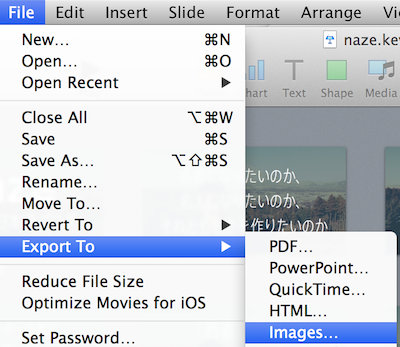 File Edit Insert Slide Format Arrange
naze.ke
New… ⌘N
Open… ⌘O
Open Recent ▶
Chart Text Shape Media
Close All ⌥⌘W
Save ⌘S
Save As… ⌥⇧⌘S
Rename…
Move To…
Revert To ▶
Export To ▶
たいのか、
たいのか、
を作りたいのか
PDF…
PowerPoint…
QuickTime…
HTML…
Images…
Reduce File Size
Optimize Movies for iOS
Set Password…